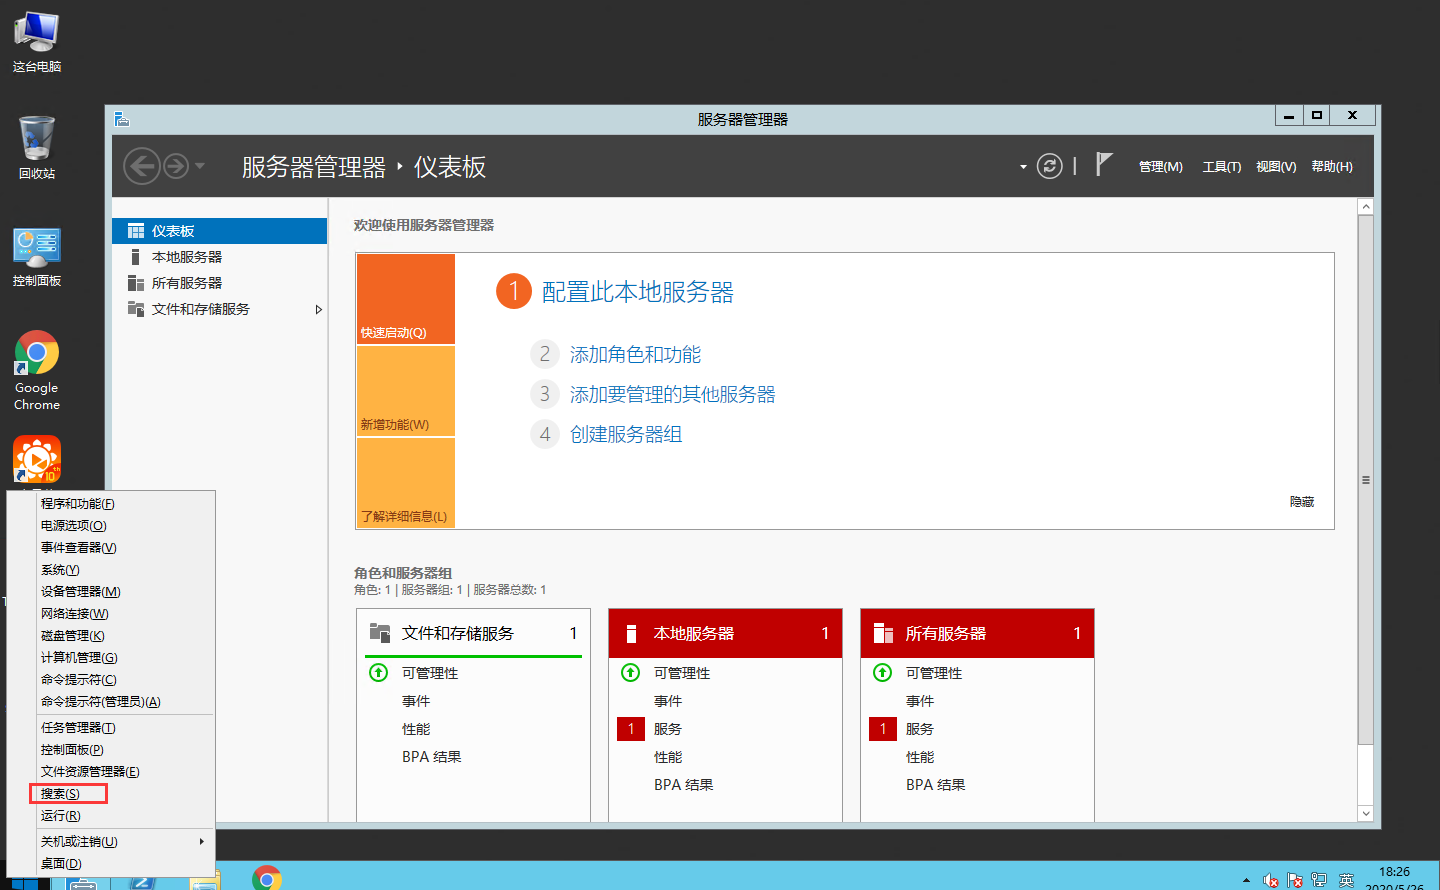 这台电脑
回收站
控制面板
Google
Chrome
10th
服务器管理器
服务器管理器 仪表板
管理(M) 工具(T) 视图(V) 帮助(H)
仪表板
本地服务器
所有服务器
文件和存储服务
欢迎使用服务器管理器
快速启动(Q)
新增功能(W)
了解详细信息(L)
1 配置此本地服务器
2 添加角色和功能
3 添加要管理的其他服务器
4 创建服务器组
隐藏
角色和服务器组
角色: 1 | 服务器组: 1 | 服务器总数: 1
文件和存储服务 1
可管理性
事件
性能
BPA 结果
本地服务器 1
可管理性
事件
1 服务
性能
BPA 结果
所有服务器 1
可管理性
事件
1 服务
性能
BPA 结果
程序和功能(F)
电源选项(O)
事件查看器(V)
系统(Y)
设备管理器(M)
网络连接(W)
磁盘管理(K)
计算机管理(G)
命令提示符(C)
命令提示符(管理员)(A)
任务管理器(T)
控制面板(P)
文件资源管理器(E)
搜索(S)
运行(R)
关机或注销(U)
桌面(D)
英
18:26
2020/5/26